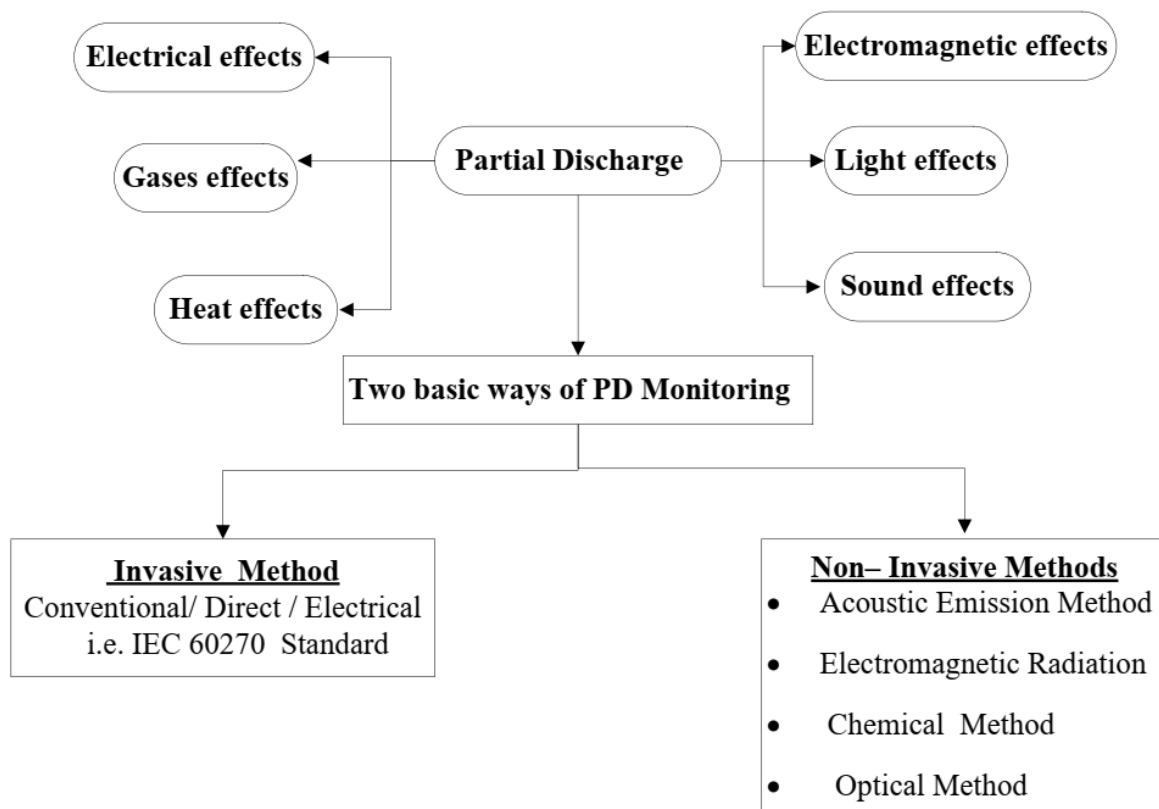 Electrical effects
Electromagnetic effects
Partial Discharge
Gases effects
Light effects
Heat effects
Sound effects
Two basic ways of PD Monitoring
Invasive Method
Conventional/ Direct / Electrical
i.e. IEC 60270 Standard
Non– Invasive Methods
• Acoustic Emission Method
• Electromagnetic Radiation
• Chemical Method
• Optical Method